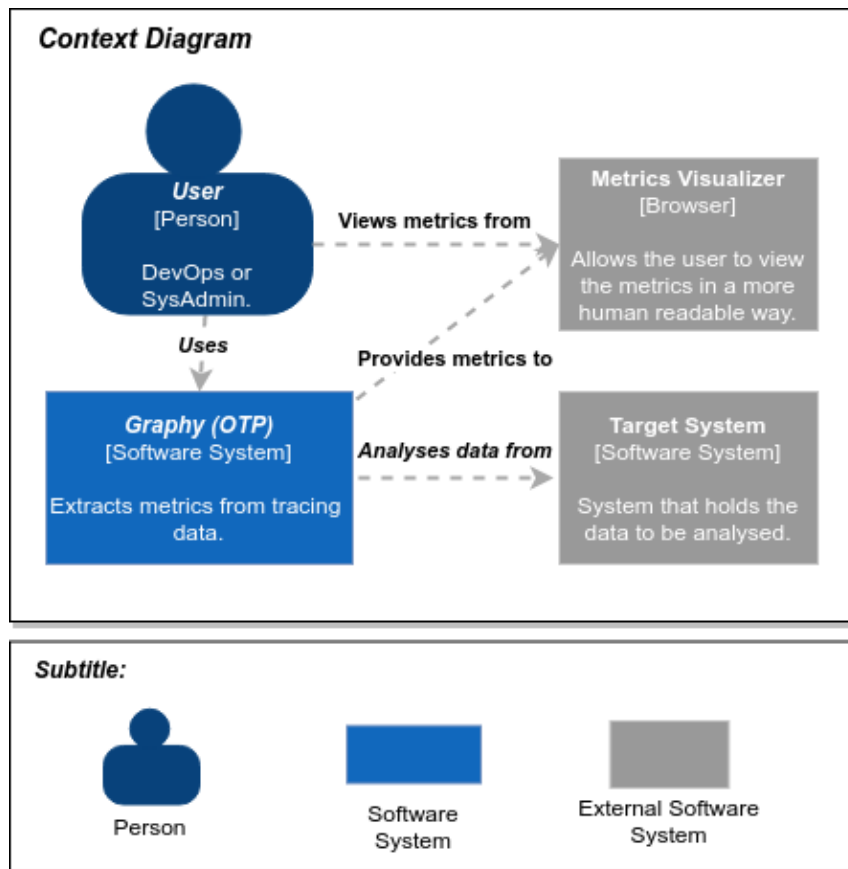 Context Diagram
User
[Person]
DevOps or
SysAdmin.
Views metrics from
Metrics Visualizer
[Browser]
Allows the user to view
the metrics in a more
human readable way.
Uses
Provides metrics to
Graphy (OTP)
[Software System]
Extracts metrics from tracing
data.
Analyses data from
Target System
[Software System]
System that holds the
data to be analysed.
Subtitle:
Person
Software
System
External Software
System